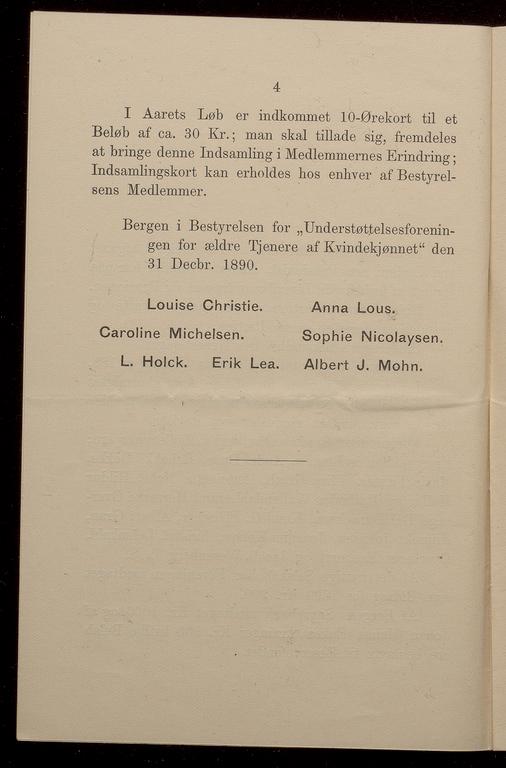 4
I Aarets Løb er indkommet 10-Ørekort til et
Beløb af ca. 30 Kr.; man skal tillade sig, fremdeles
at bringe denne Indsamling i Medlemmernes Erindring;
Indsamlingskort kan erholdes hos enhver af Bestyrel-
sens Medlemmer.
Bergen i Bestyrelsen for „Understøttelsesforenin-
gen for ældre Tjenere af Kvindekjønnet“ den
31 Decbr. 1890.
Louise Christie. Anna Lous.
Caroline Michelsen. Sophie Nicolaysen.
L. Holck. Erik Lea. Albert J. Mohn.